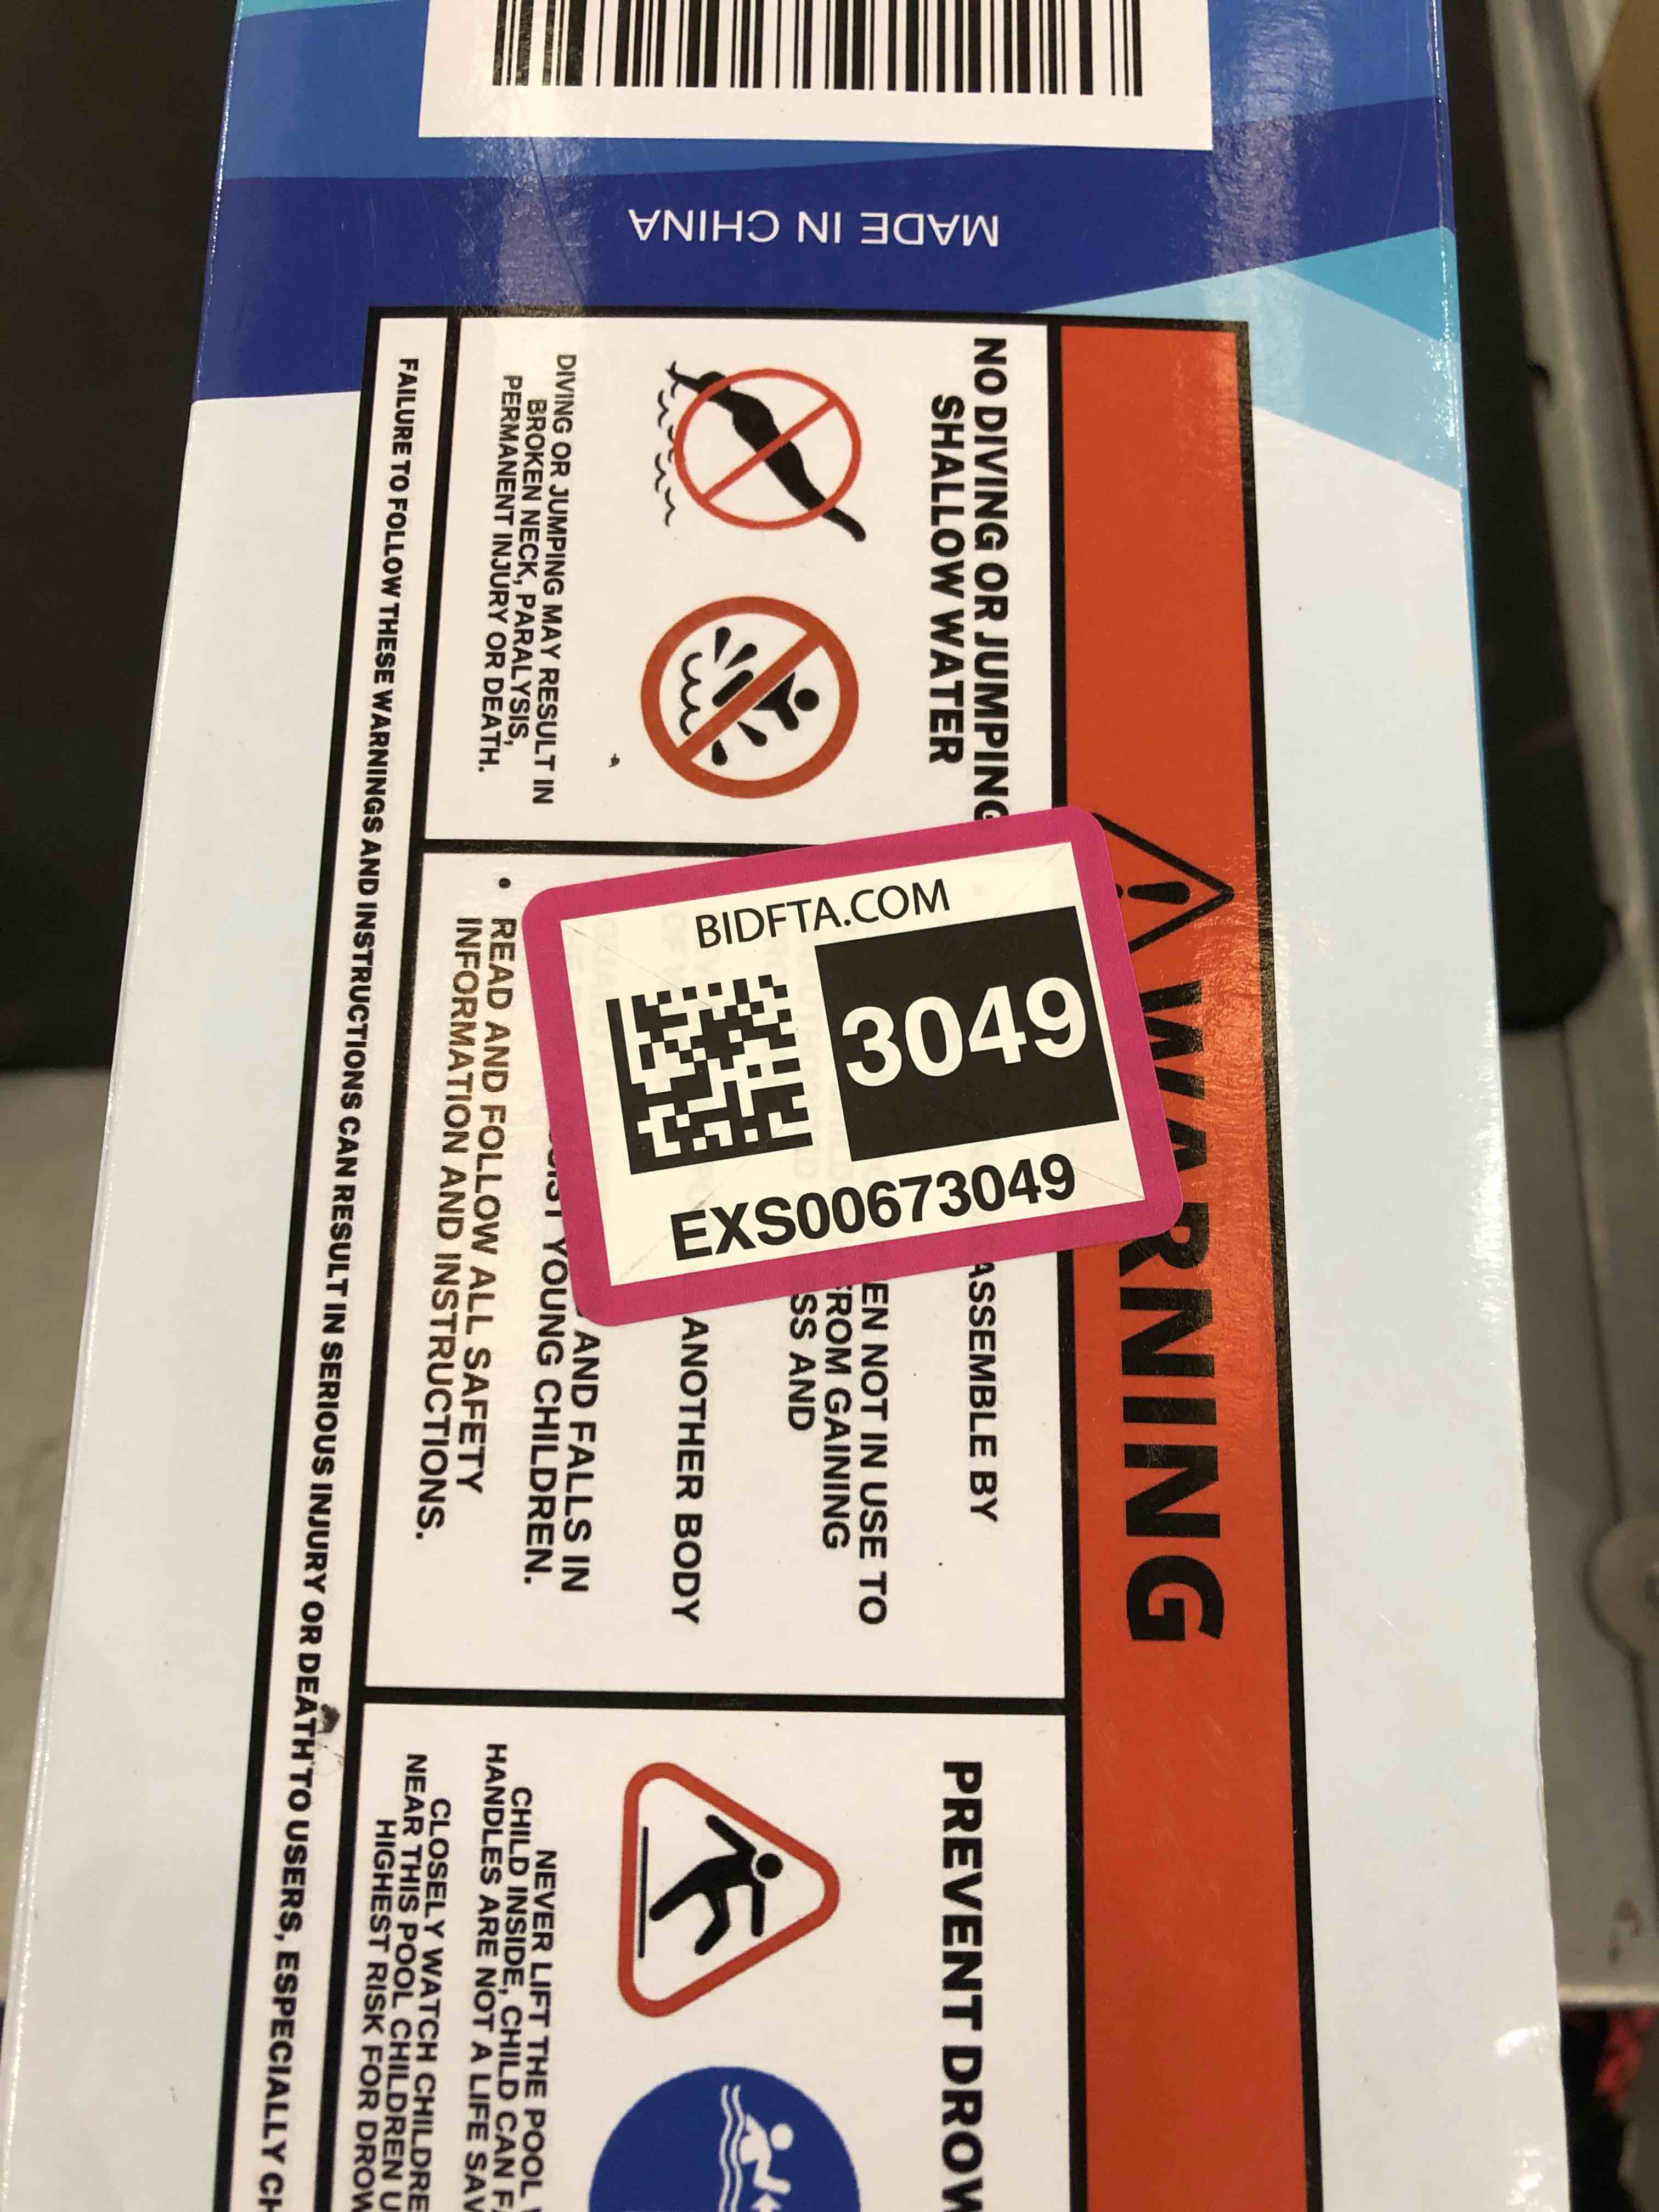 MADE IN CHINA
WARNING
NO DIVING OR JUMPING
SHALLOW WATER
DIVING OR JUMPING MAY RESULT IN
BROKEN NECK, PARALYSIS,
PERMANENT INJURY OR DEATH.
BIDFTA.COM
3049
EXS00673049
ASSEMBLE BY
NOT IN USE TO
GAINING
AND
ANOTHER BODY
AND FALLS IN
YOUNG CHILDREN.
• READ AND FOLLOW ALL SAFETY
INFORMATION AND INSTRUCTIONS.
PREVENT
NEVER LIFT THE POOL
CHILD INSIDE, CHILD CAN
HANDLES ARE NOT A LIFE
CLOSELY WATCH
NEAR THIS POOL CHILDREN
HIGHEST RISK FOR
FAILURE TO FOLLOW THESE WARNINGS AND INSTRUCTIONS CAN RESULT IN SERIOUS INJURY OR DEATH TO USERS, ESPECIALLY